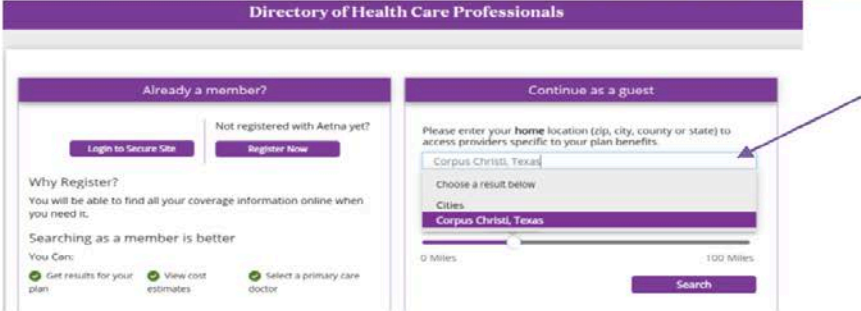 Directory of Health Care Professionals
Already a member?
Not registered with Aetna yet?
Login to Secure Site
Register Now
Why Register?
You will be able to find all your coverage information online when
you need it.
Searching as a member is better
You Can:
Get results for your
plan
View cost
estimates
Select a primary care
doctor
Continue as a guest
Please enter your home location (zip, city, county or state) to
access providers specific to your plan benefits.
Corpus Christi, Texas
Choose a result below
Cities
Corpus Christi, Texas
0 Miles
100 Miles
Search